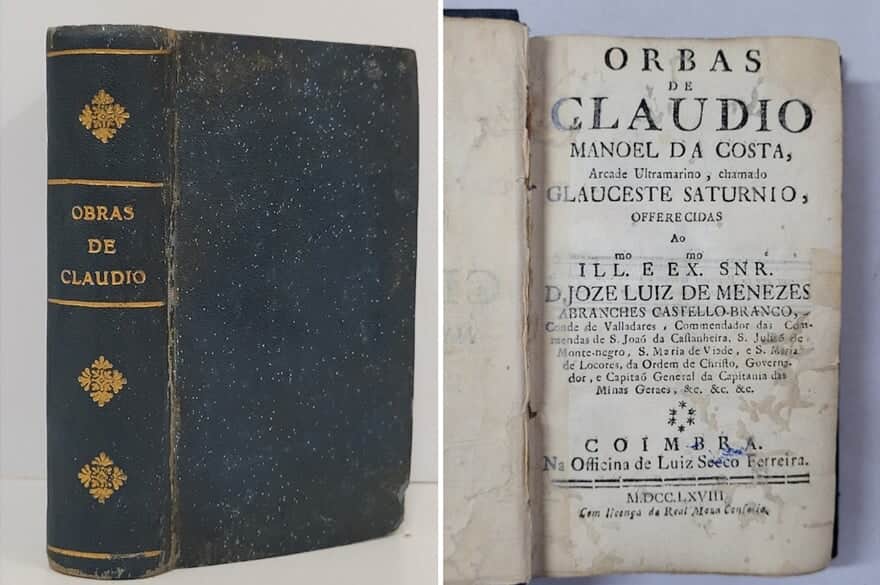 OBRAS
DE
CLAUDIO
ORBAS
DE
CLAUDIO
MANOEL DA COSTA,
Arcade Ultramarino, chamado
GLAUCESTE SATURNIO,
OFFERECIDAS
AO
mo mo é
ILL. E EX. SNR.
D. JOZE LUIZ DE MENEZES
ABRANCHES CASTELLO-BRANCO,
Conde de Valladares, Commendador das Com-
mendas de S. Joaõ da Castanheira, S. Juliaõ de
Monte-negro, S. Maria de Viade, e S. Maria
de Locores, da Ordem de Christo, Governa-
dor, e Capitaõ General da Capitania das
Minas Geraes, &c. &c. &c.
COIMBRA.
Na Officina de Luiz Secco Ferreira.
M.DCC.LXVIII
Com licença da Real Meza Censoria.